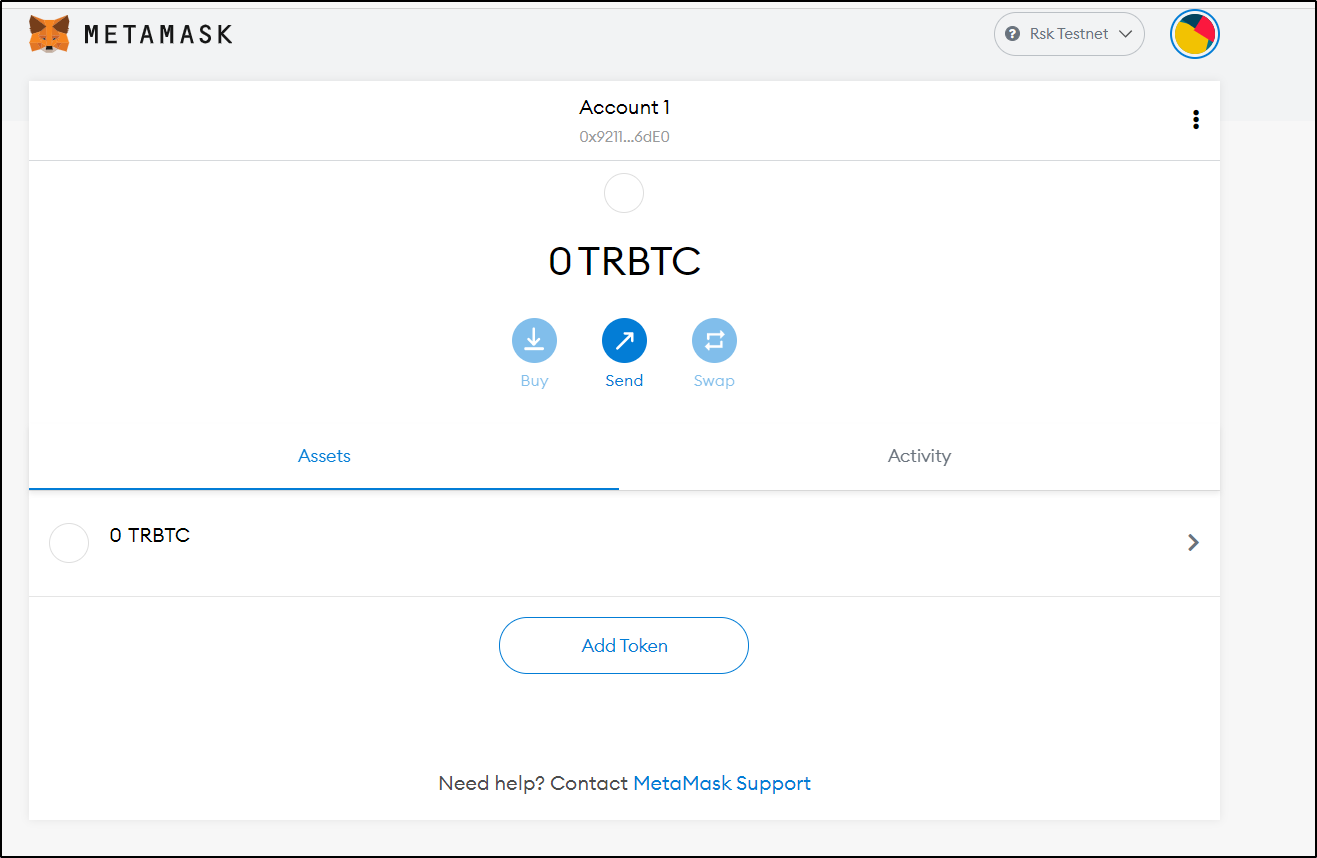 METAMASK
Rsk Testnet
Account 1
0x9211...6dE0
0 TRBTC
Buy
Send
Swap
Assets
Activity
0 TRBTC
Add Token
Need help? Contact MetaMask Support